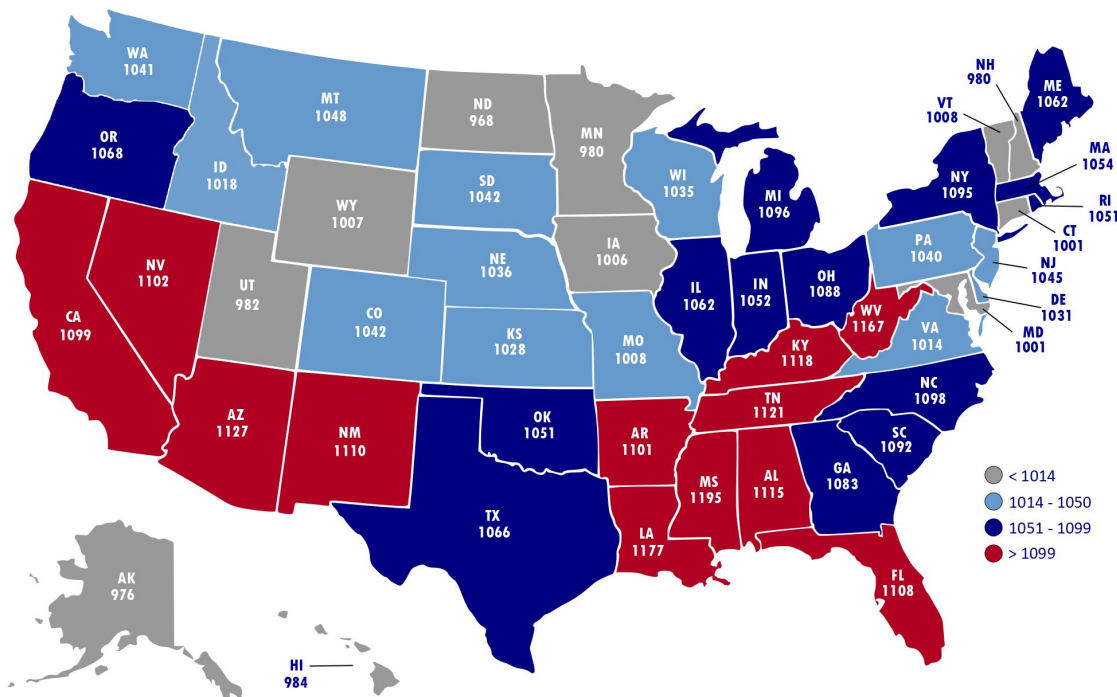 WA
1041
MT
1048
ND
968
MN
980
NH
980
ME
1062
VT
1008
OR
1068
ID
1018
SD
1042
WI
1035
MI
1096
NY
1095
MA
1054
WY
1007
RI
1051
CT
1001
IA
1006
NE
1036
PA
1040
NJ
1045
NV
1102
UT
982
CO
1042
IL
1062
IN
1052
OH
1088
DE
1031
CA
1099
KS
1028
MO
1008
WV
1167
VA
1014
MD
1001
KY
1118
NC
1098
TN
1121
AZ
1127
NM
1110
OK
1051
AR
1101
SC
1092
MS
1195
AL
1115
GA
1083
TX
1066
LA
1177
FL
1108
AK
976
HI
984
< 1014
1014 - 1050
1051 - 1099
> 1099